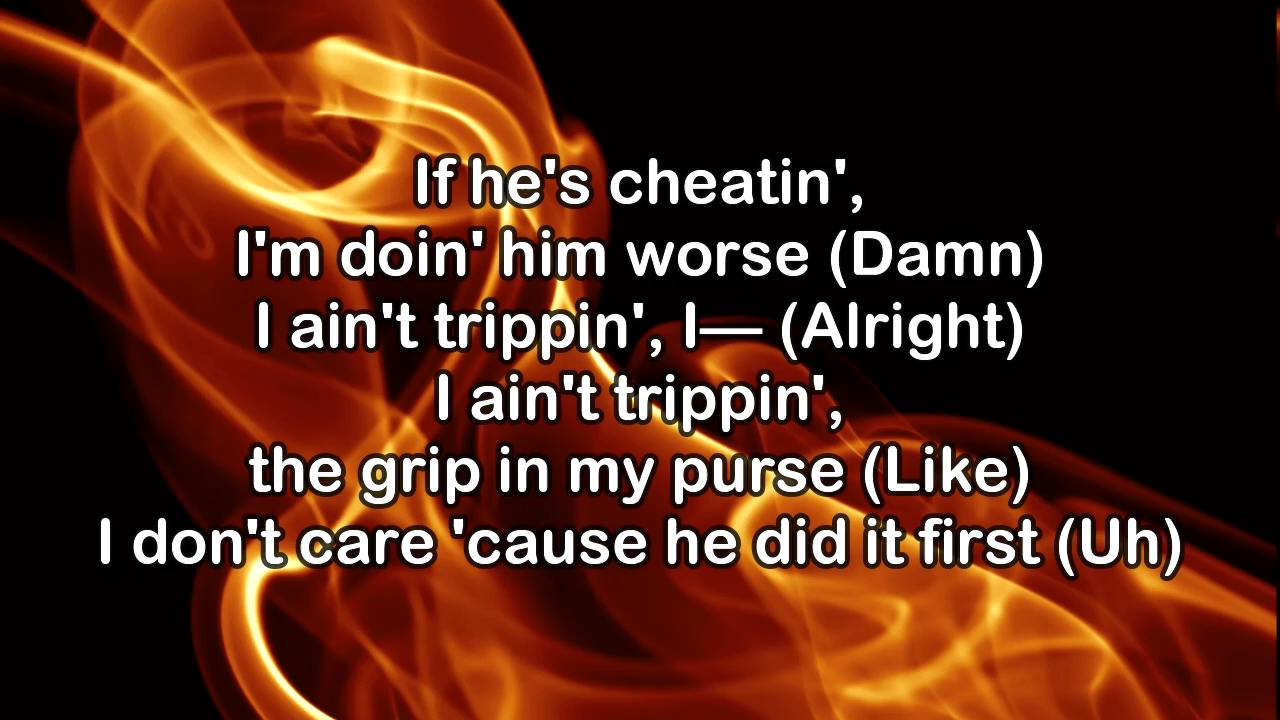 If he's cheatin',
I'm doin' him worse (Damn)
I ain't trippin', I— (Alright)
I ain't trippin',
the grip in my purse (Like)
I don't care 'cause he did it first (Uh)